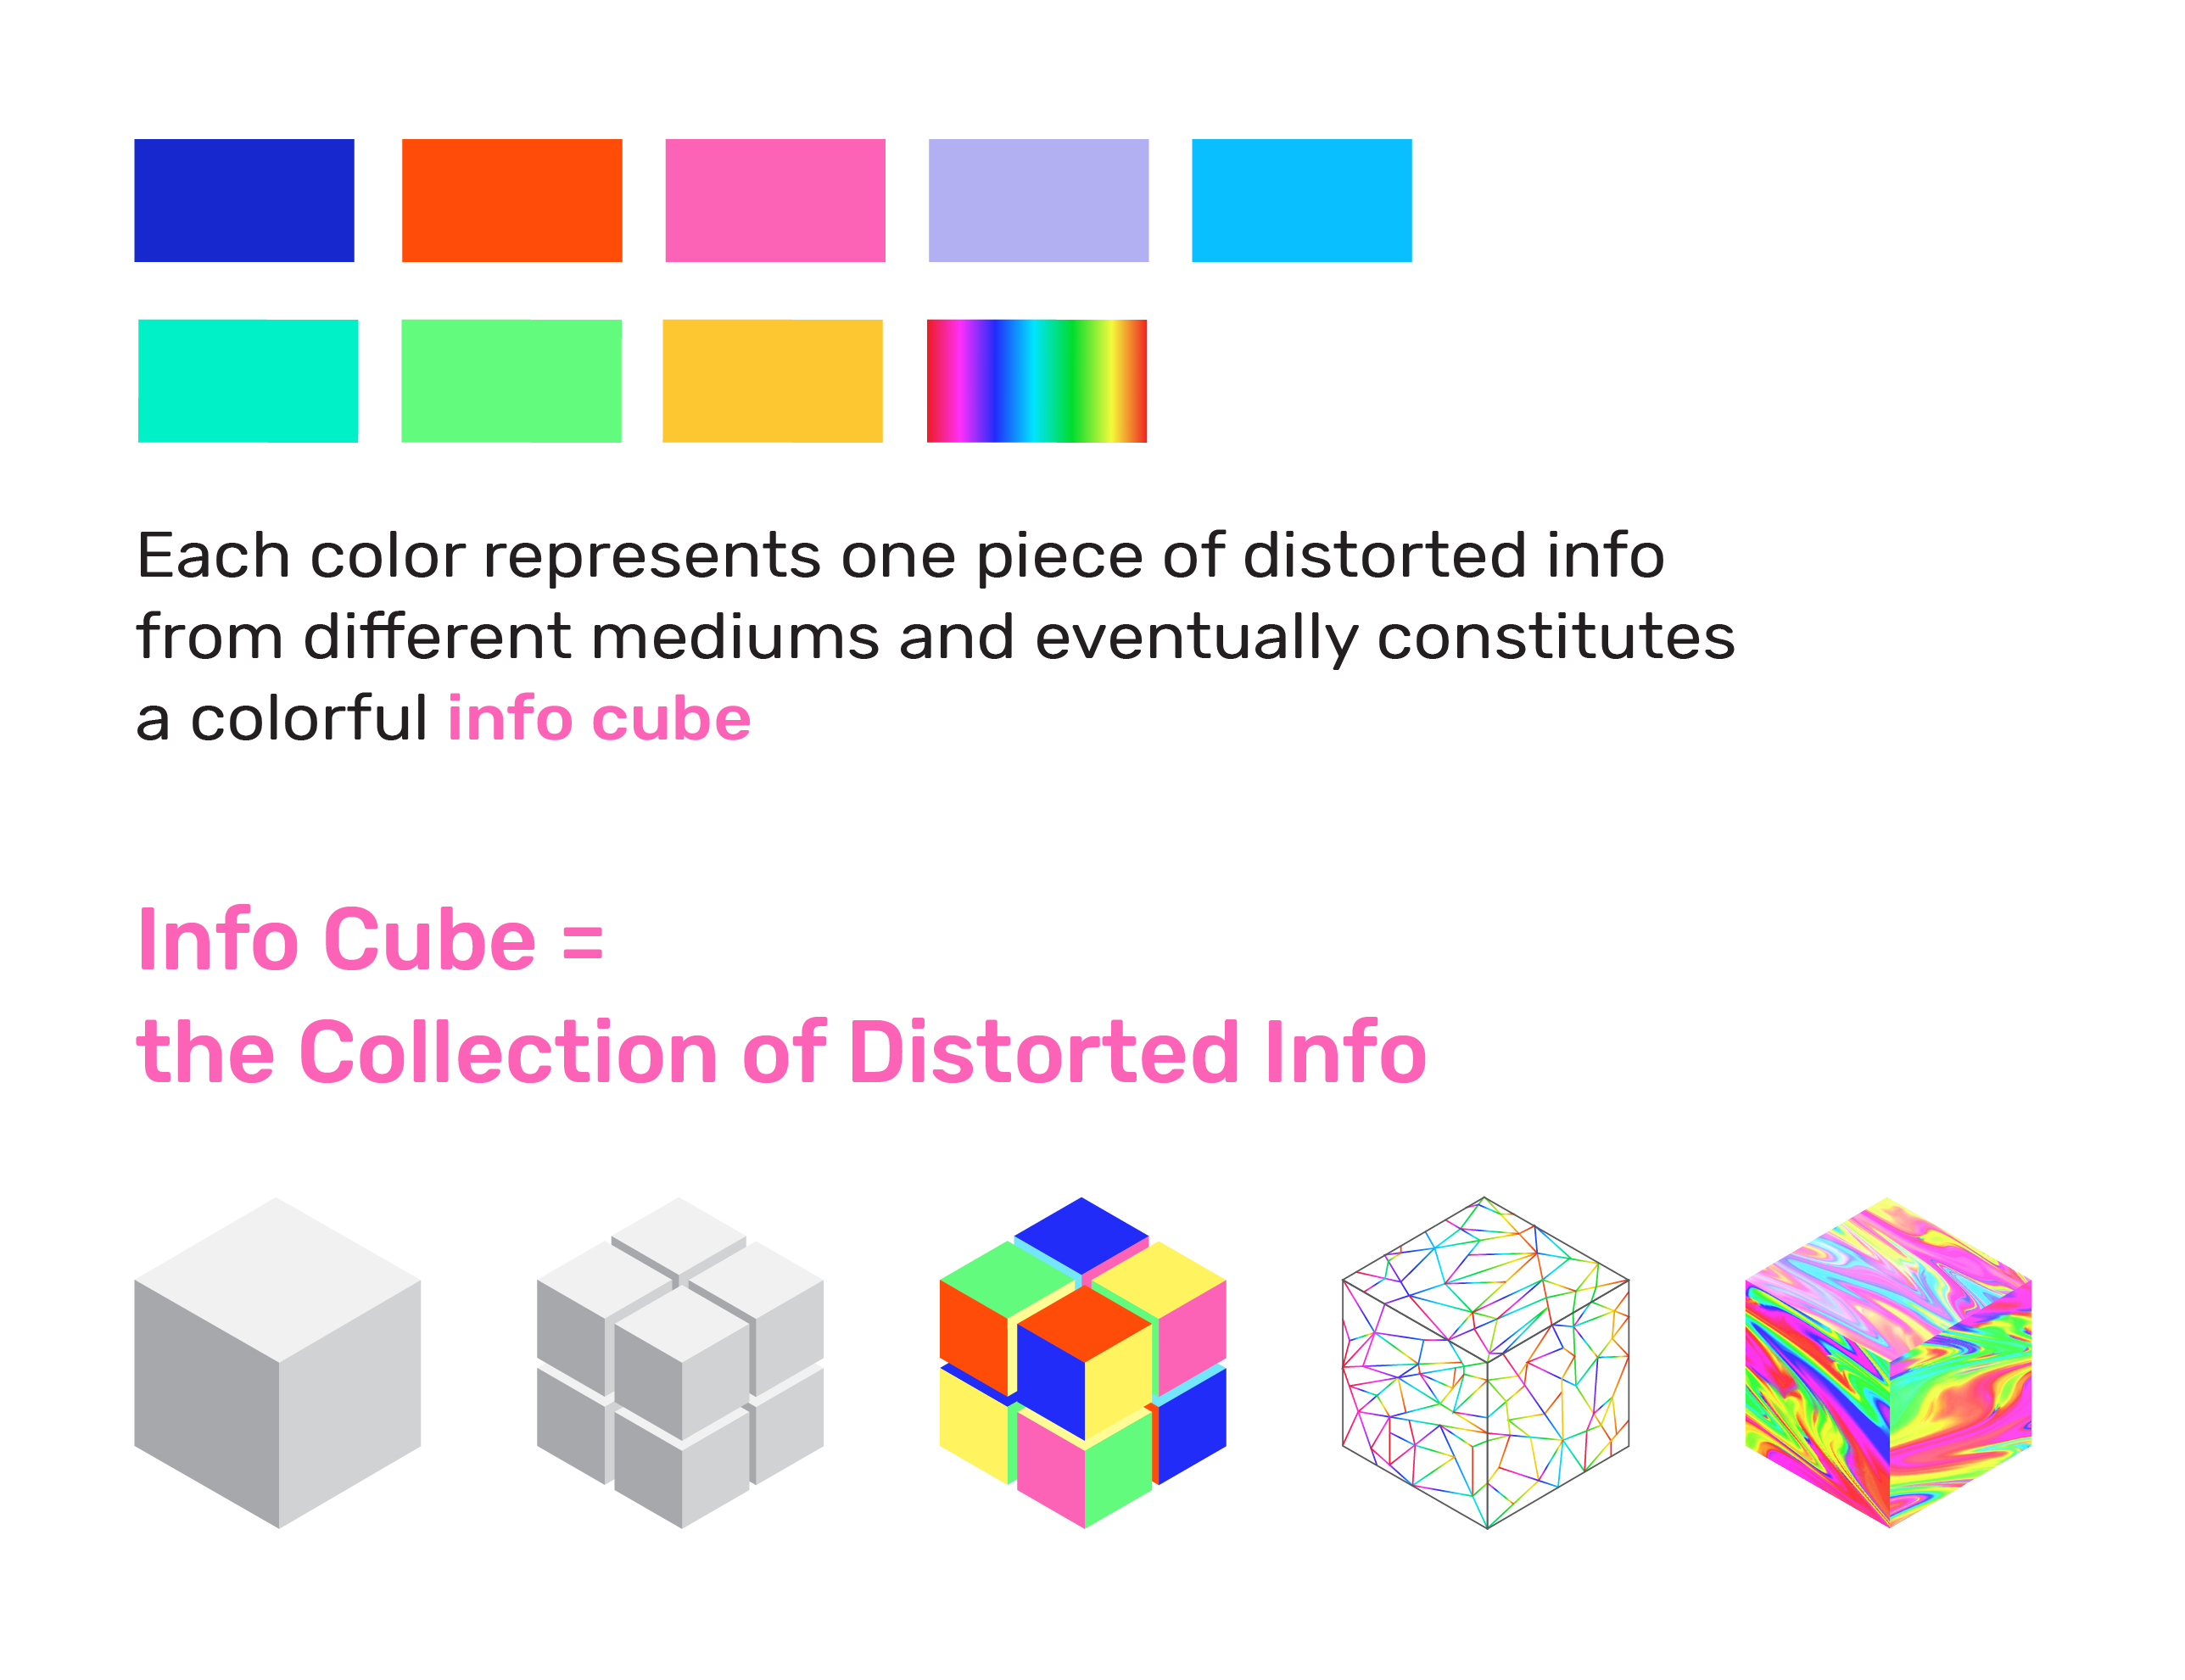 Each color represents one piece of distorted info
from different mediums and eventually constitutes
a colorful info cube
Info Cube =
the Collection of Distorted Info